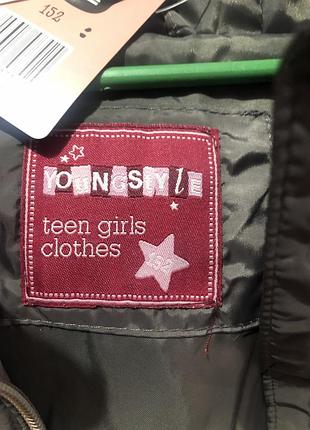 152
YOUNGSTYLE
teen girls
clothes
152